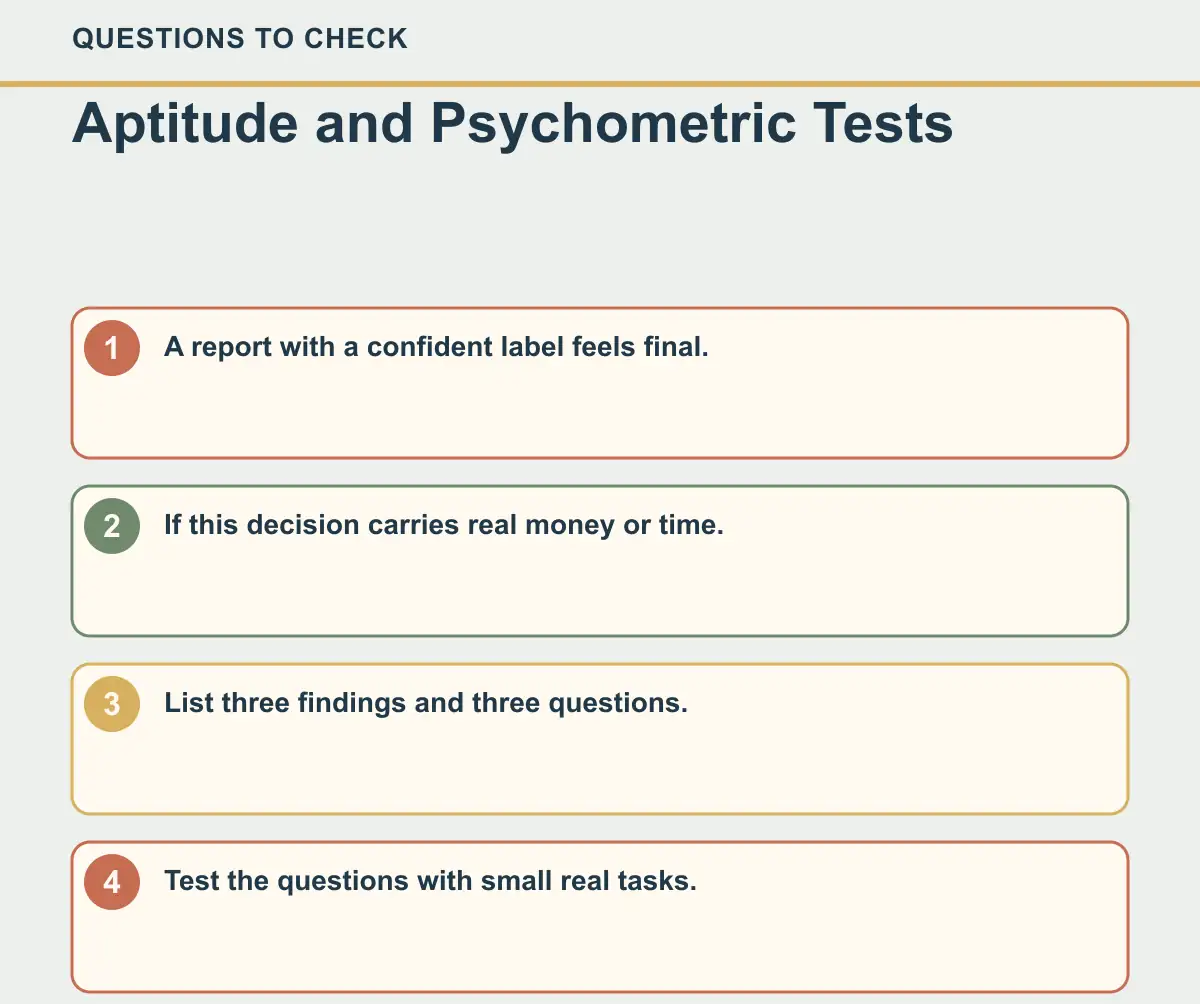 QUESTIONS TO CHECK
Aptitude and Psychometric Tests
1
A report with a confident label feels final.
2
If this decision carries real money or time.
3
List three findings and three questions.
4
Test the questions with small real tasks.